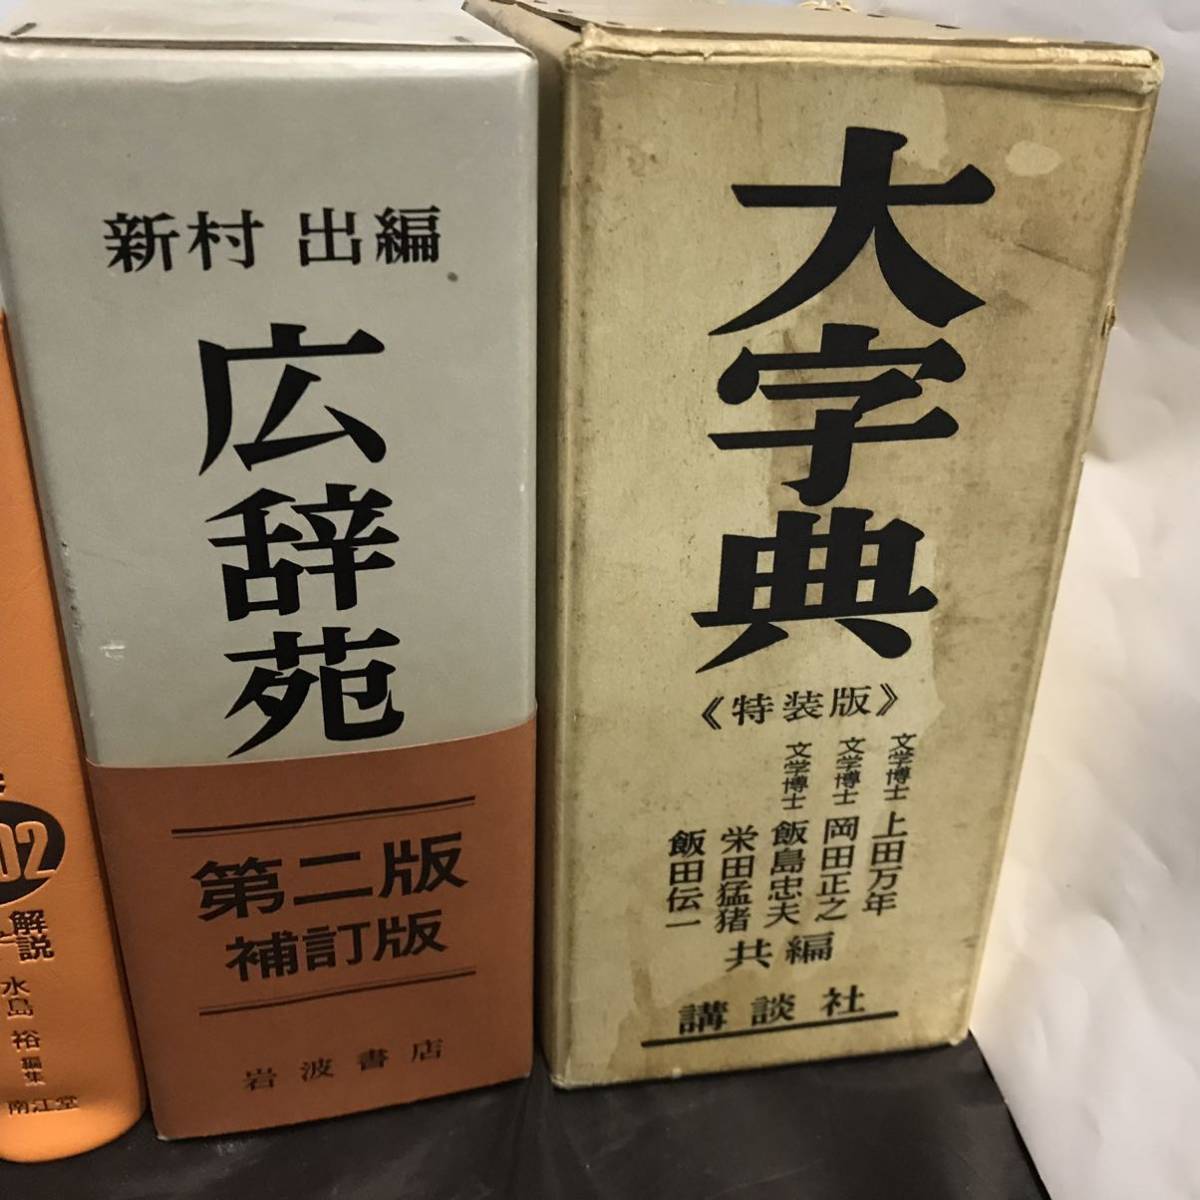 新村 出編
広辞苑
第二版
補訂版
岩波書店
大字典
《特装版》
文学博士 上田万年
文学博士 岡田正之
文学博士 飯島忠夫
栄田猛猪
飯田伝一
共編
講談社
02
解説
水島 裕 編集
南江堂